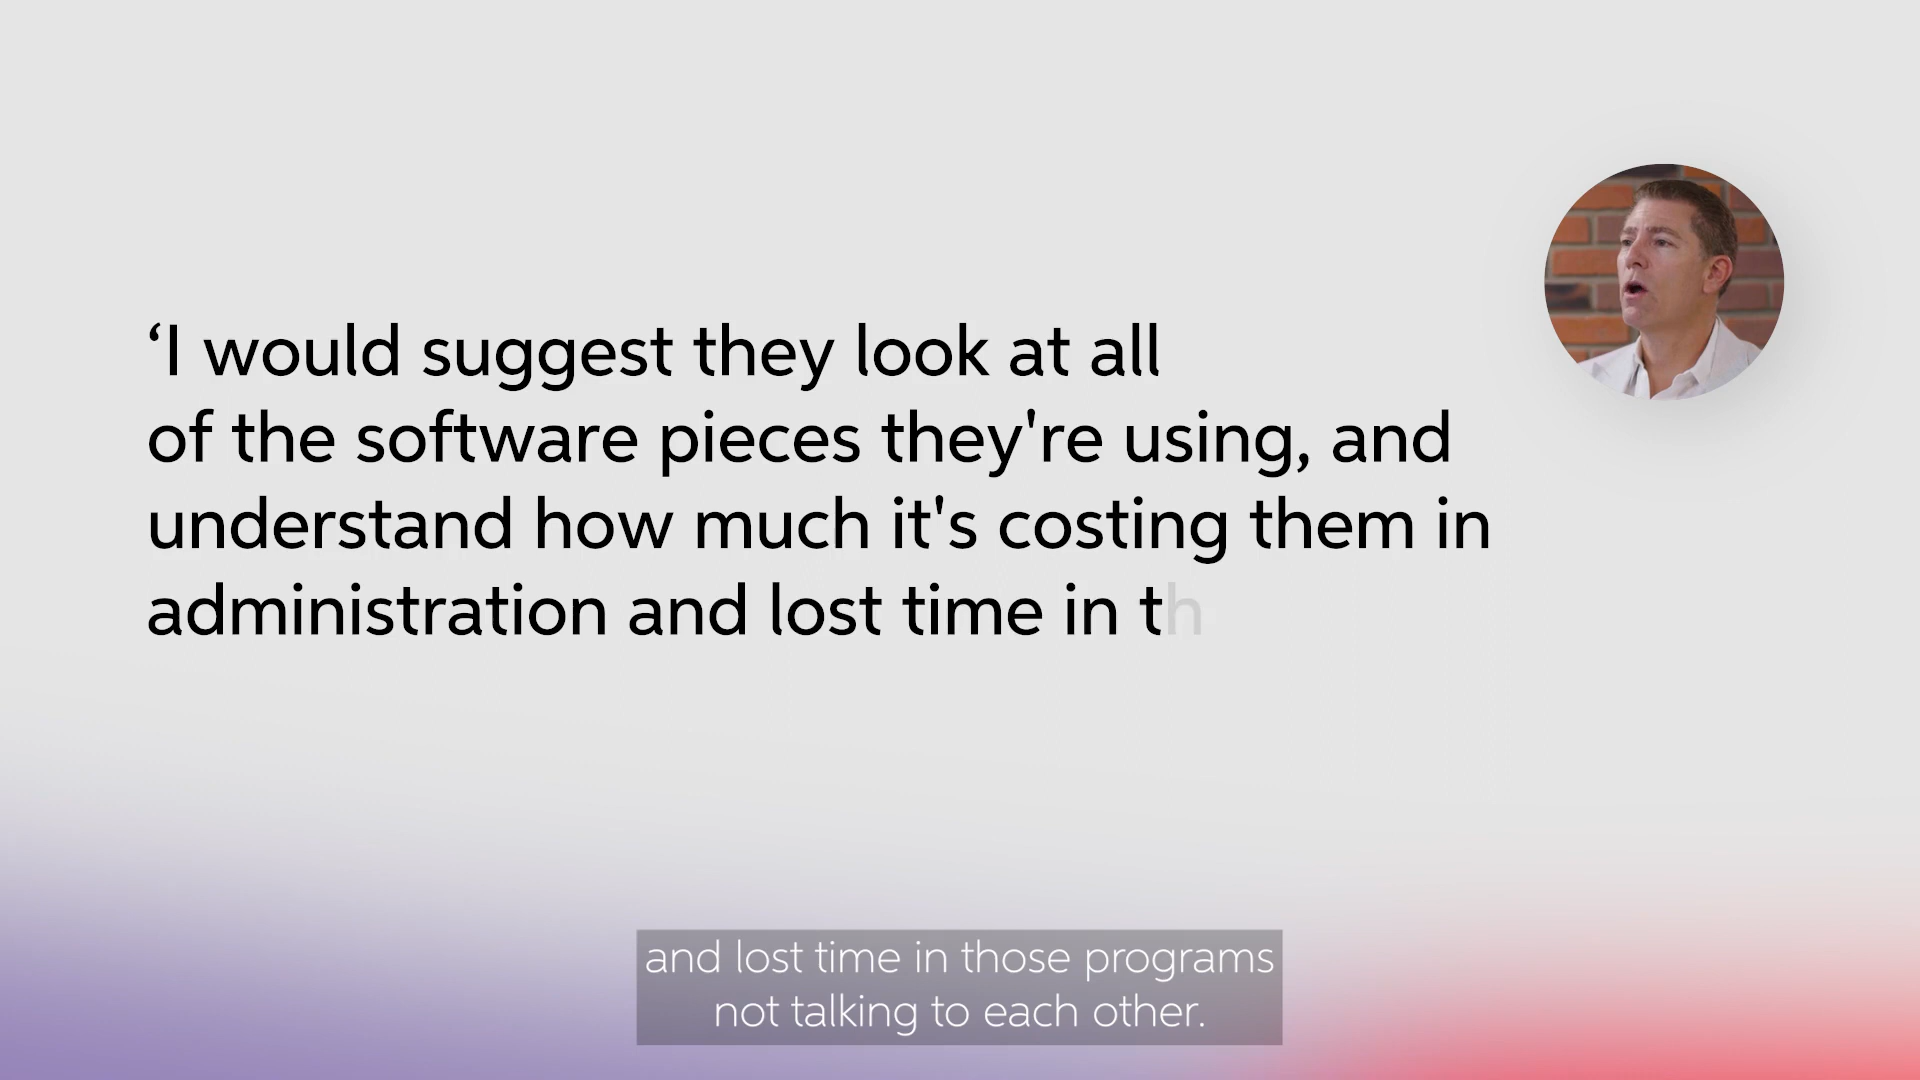 ‘I would suggest they look at all
of the software pieces they're using, and
understand how much it's costing them in
administration and lost time in th
and lost time in those programs
not talking to each other.